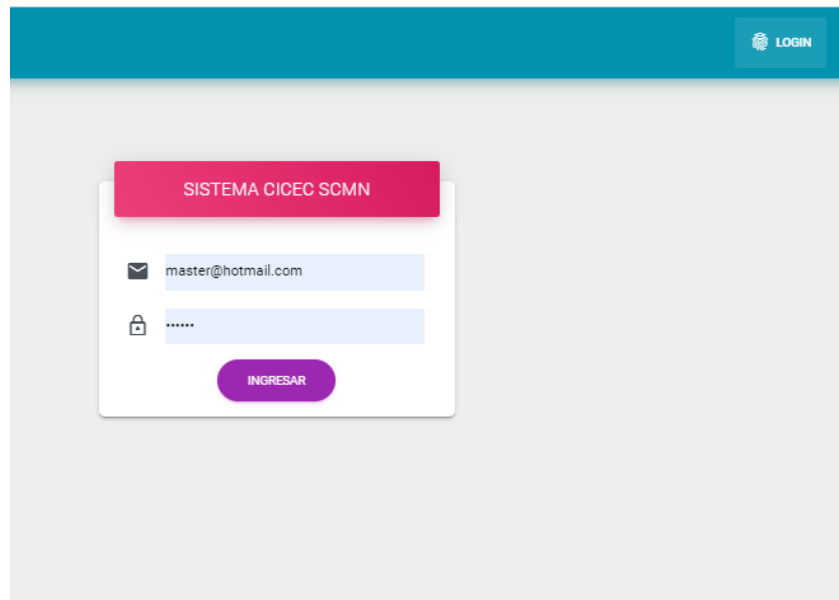 LOGIN
SISTEMA CICEC SCMN
master@hotmail.com
••••••
INGRESAR